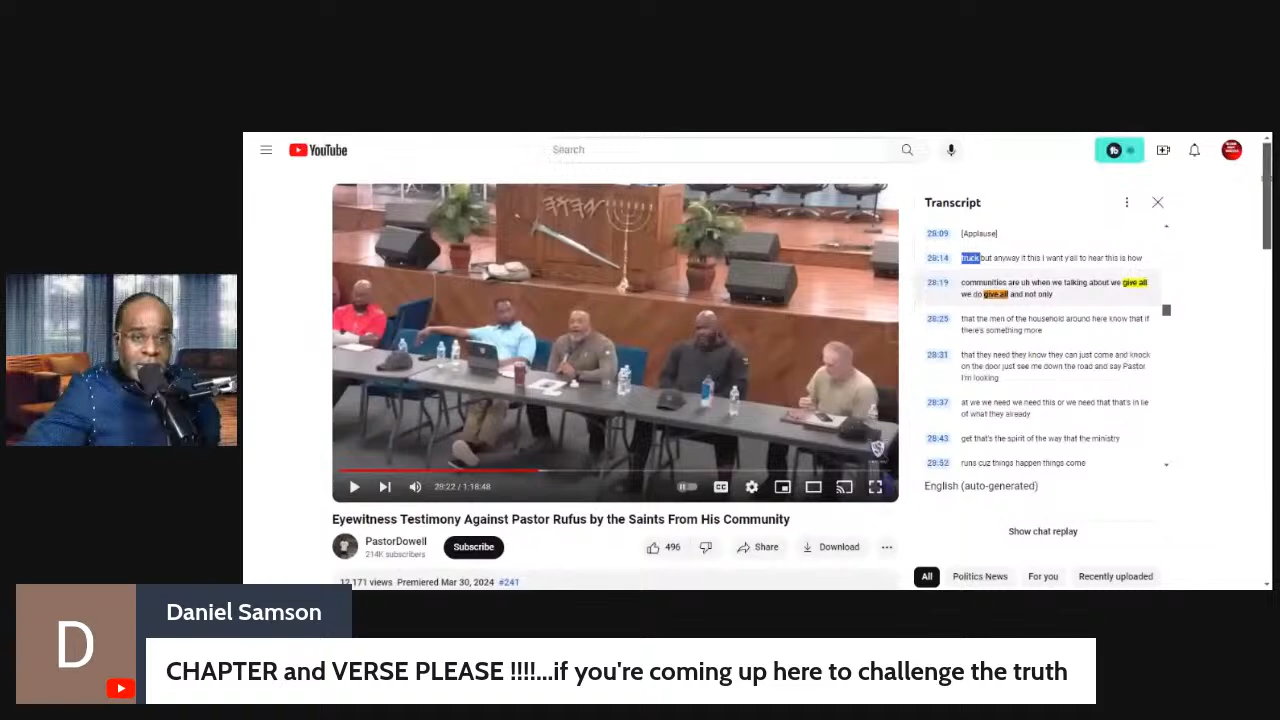 YouTube
Search
Transcript
28:09 [Applause]
28:14 truck but anyway it this i want y'all to hear this is how
28:19 communities are uh when we talking about we give all
we do give all and not only
28:25 that the men of the household around here know that if
there's something more
28:31 that they need they know they can just come and knock
on the door just see me down the road and say Pastor
I'm looking
28:37 at we we need we need this or we need that that's in lie
of what they already
28:43 get that's the spirit of the way that the ministry
28:52 runs cuz things happen things come
English (auto-generated)
Show chat replay
28:22 / 1:18:48
CC
Eyewitness Testimony Against Pastor Rufus by the Saints From His Community
PastorDowell
214K subscribers
Subscribe
496
Share
Download
12,171 views Premiered Mar 30, 2024 #241
All
Politics News
For you
Recently uploaded
D
Daniel Samson
CHAPTER and VERSE PLEASE !!!!...if you're coming up here to challenge the truth